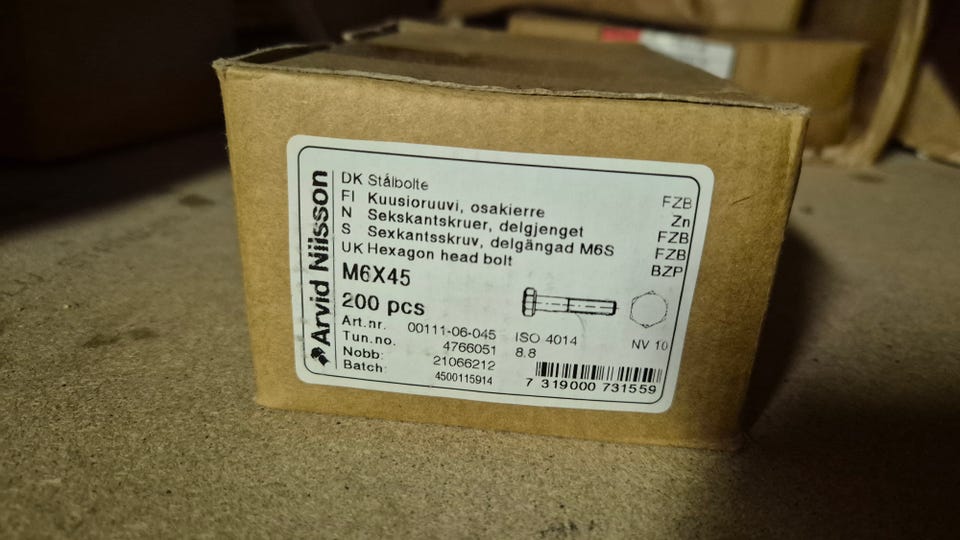 Arvid Nilsson
DK Stålbolte FZB
FI Kuusioruuvi, osakierre Zn
N Sekskantskruer, delgjenget FZB
S Sexkantsskruv, delgängad M6S FZB
UK Hexagon head bolt BZP
M6X45
200 pcs
Art.nr. 00111-06-045 ISO 4014 NV 10
Tun.no. 4766051 8.8
Nobb: 21066212
Batch: 4500115914
7 319000 731559